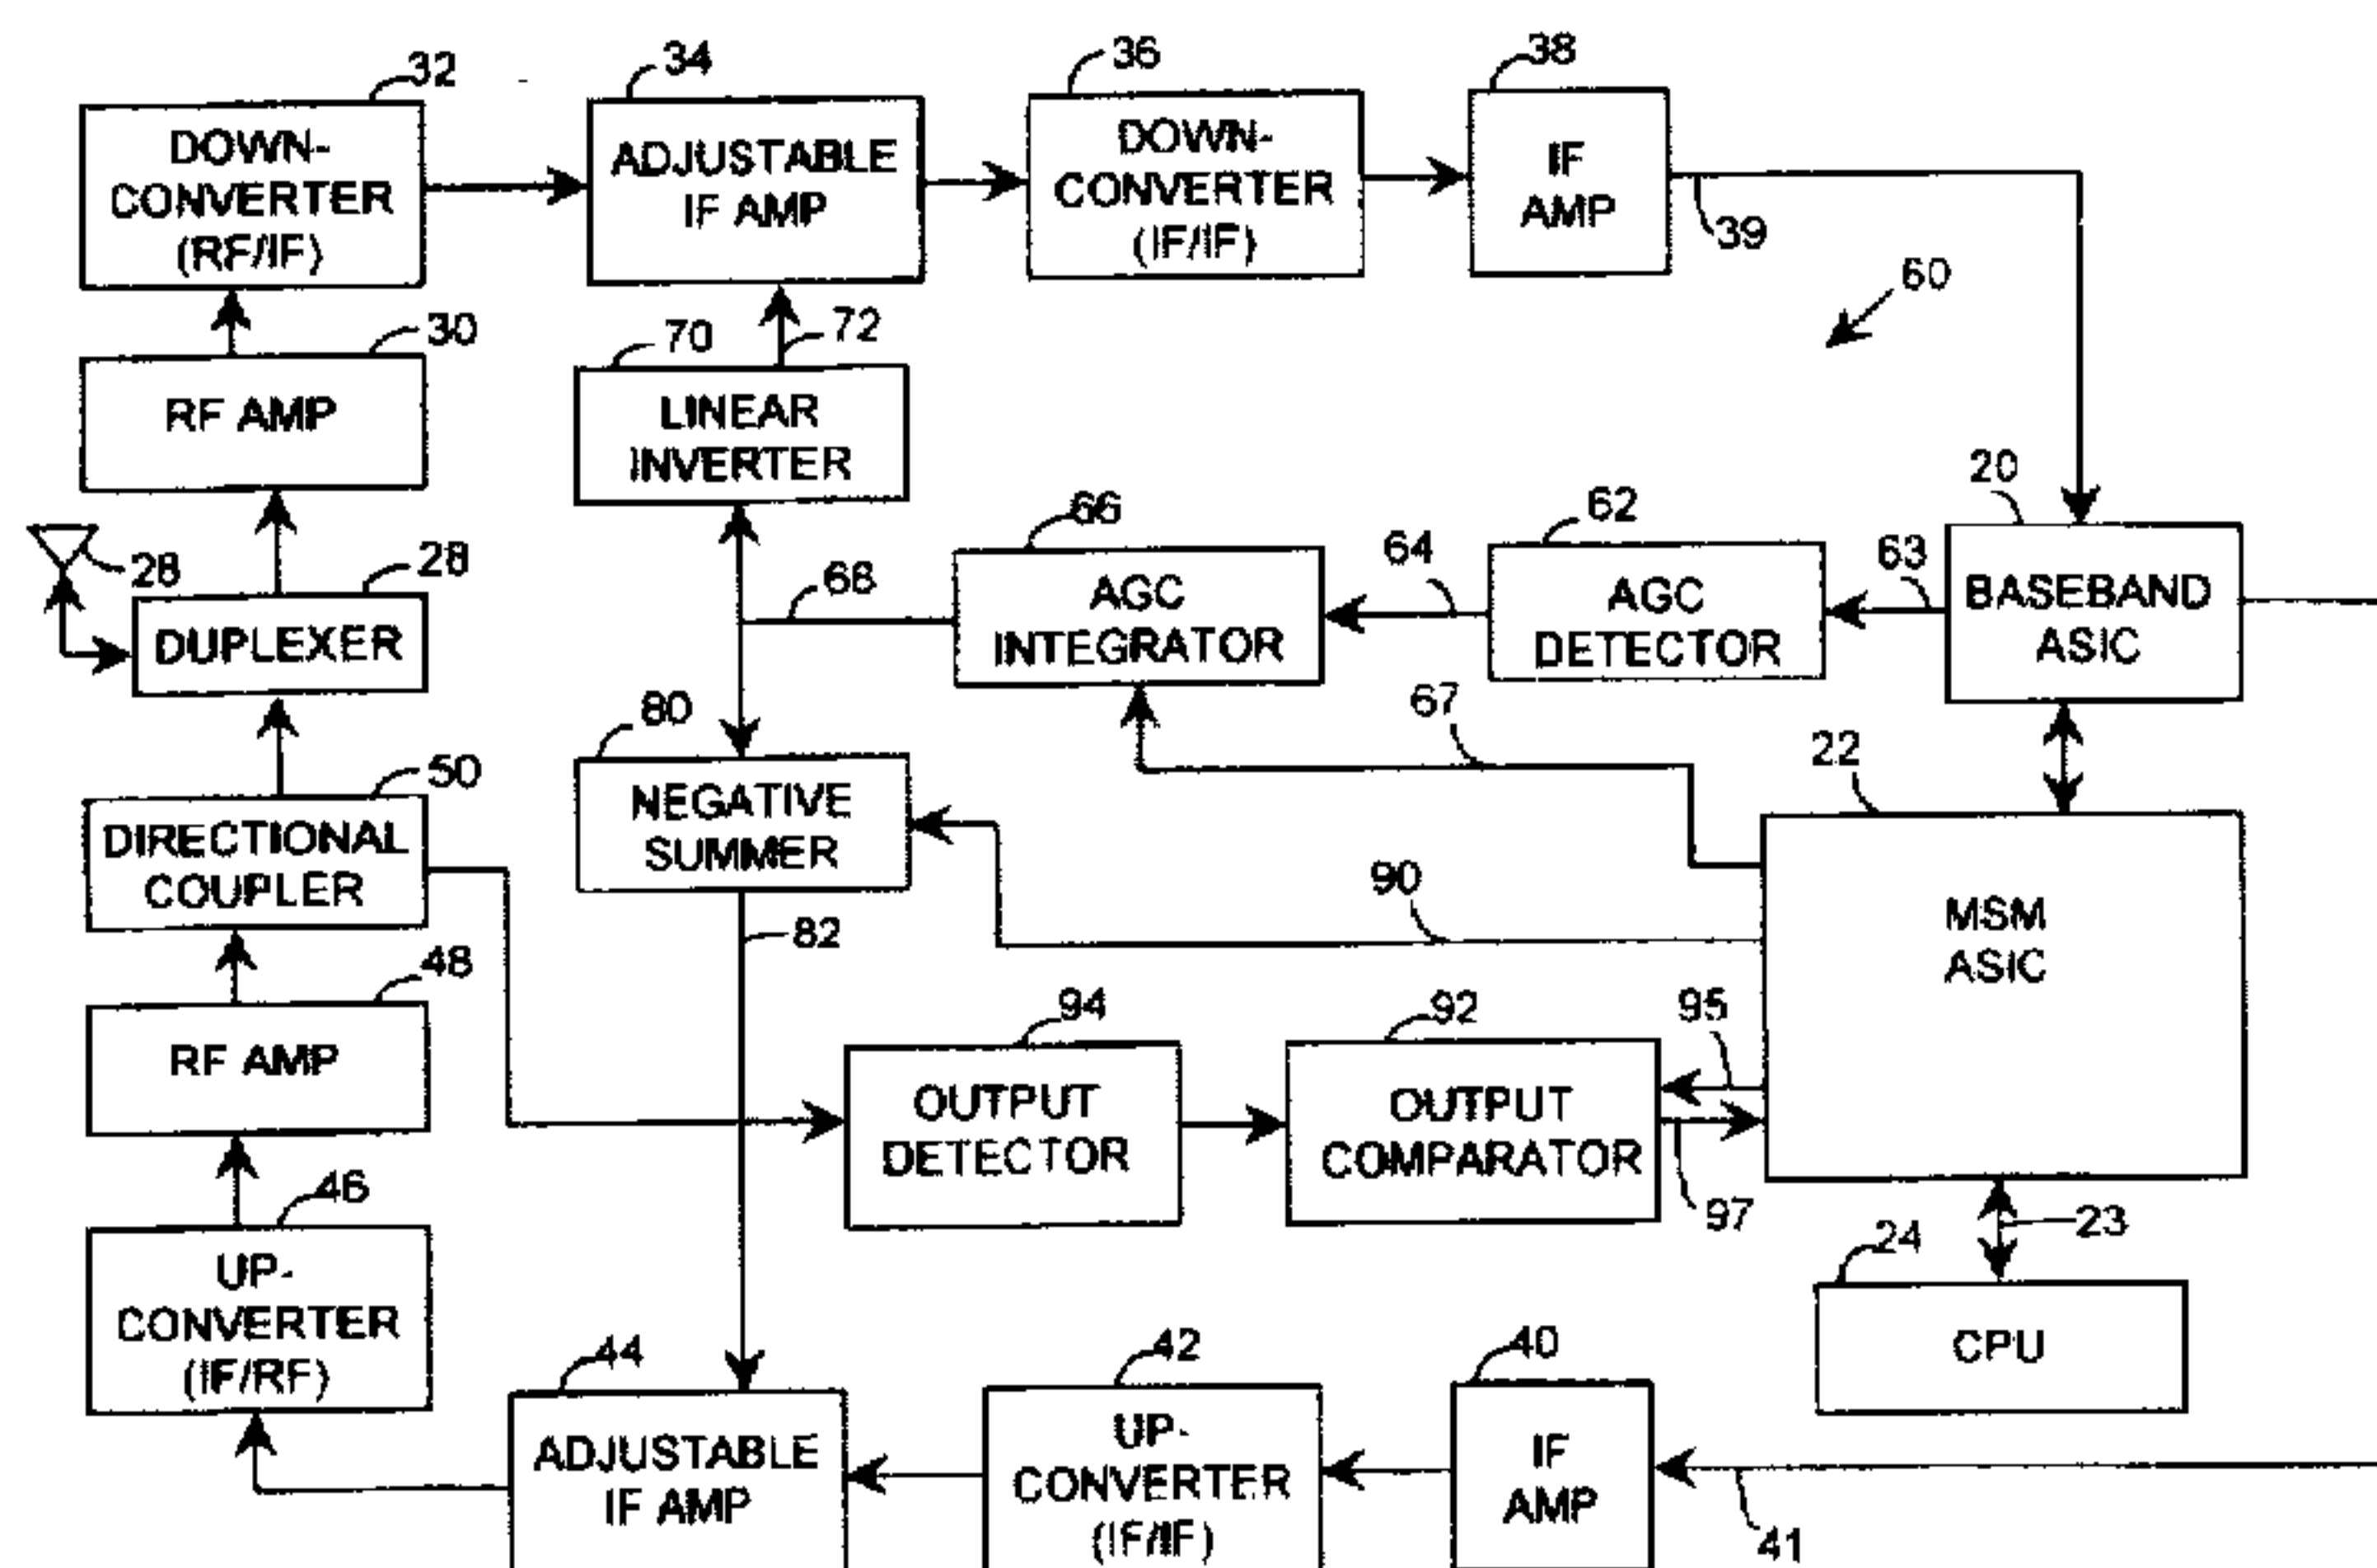 32
34
36
38
DOWN-
CONVERTER
(RF/IF)
ADJUSTABLE
IF AMP
DOWN-
CONVERTER
(IF/IF)
IF
AMP
39
60
30
70
72
RF AMP
LINEAR
INVERTER
20
66
62
28
28
68
64
63
AGC
INTEGRATOR
AGC
DETECTOR
BASEBAND
ASIC
DUPLEXER
80
67
22
50
NEGATIVE
SUMMER
DIRECTIONAL
COUPLER
90
82
MSM
ASIC
48
94
92
95
RF AMP
OUTPUT
DETECTOR
OUTPUT
COMPARATOR
97
23
46
24
UP-
CONVERTER
(IF/RF)
CPU
44
42
40
ADJUSTABLE
IF AMP
UP-
CONVERTER
(IF/IF)
IF
AMP
41